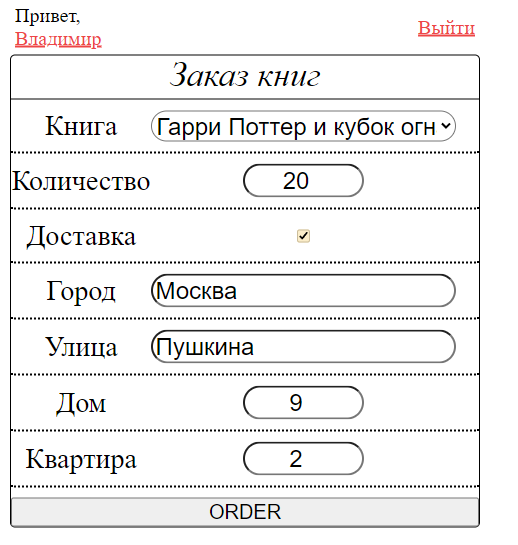 Привет,
Владимир
Выйти
Заказ книг
Книга Гарри Поттер и кубок огн
Количество 20
Доставка
Город Москва
Улица Пушкина
Дом 9
Квартира 2
ORDER